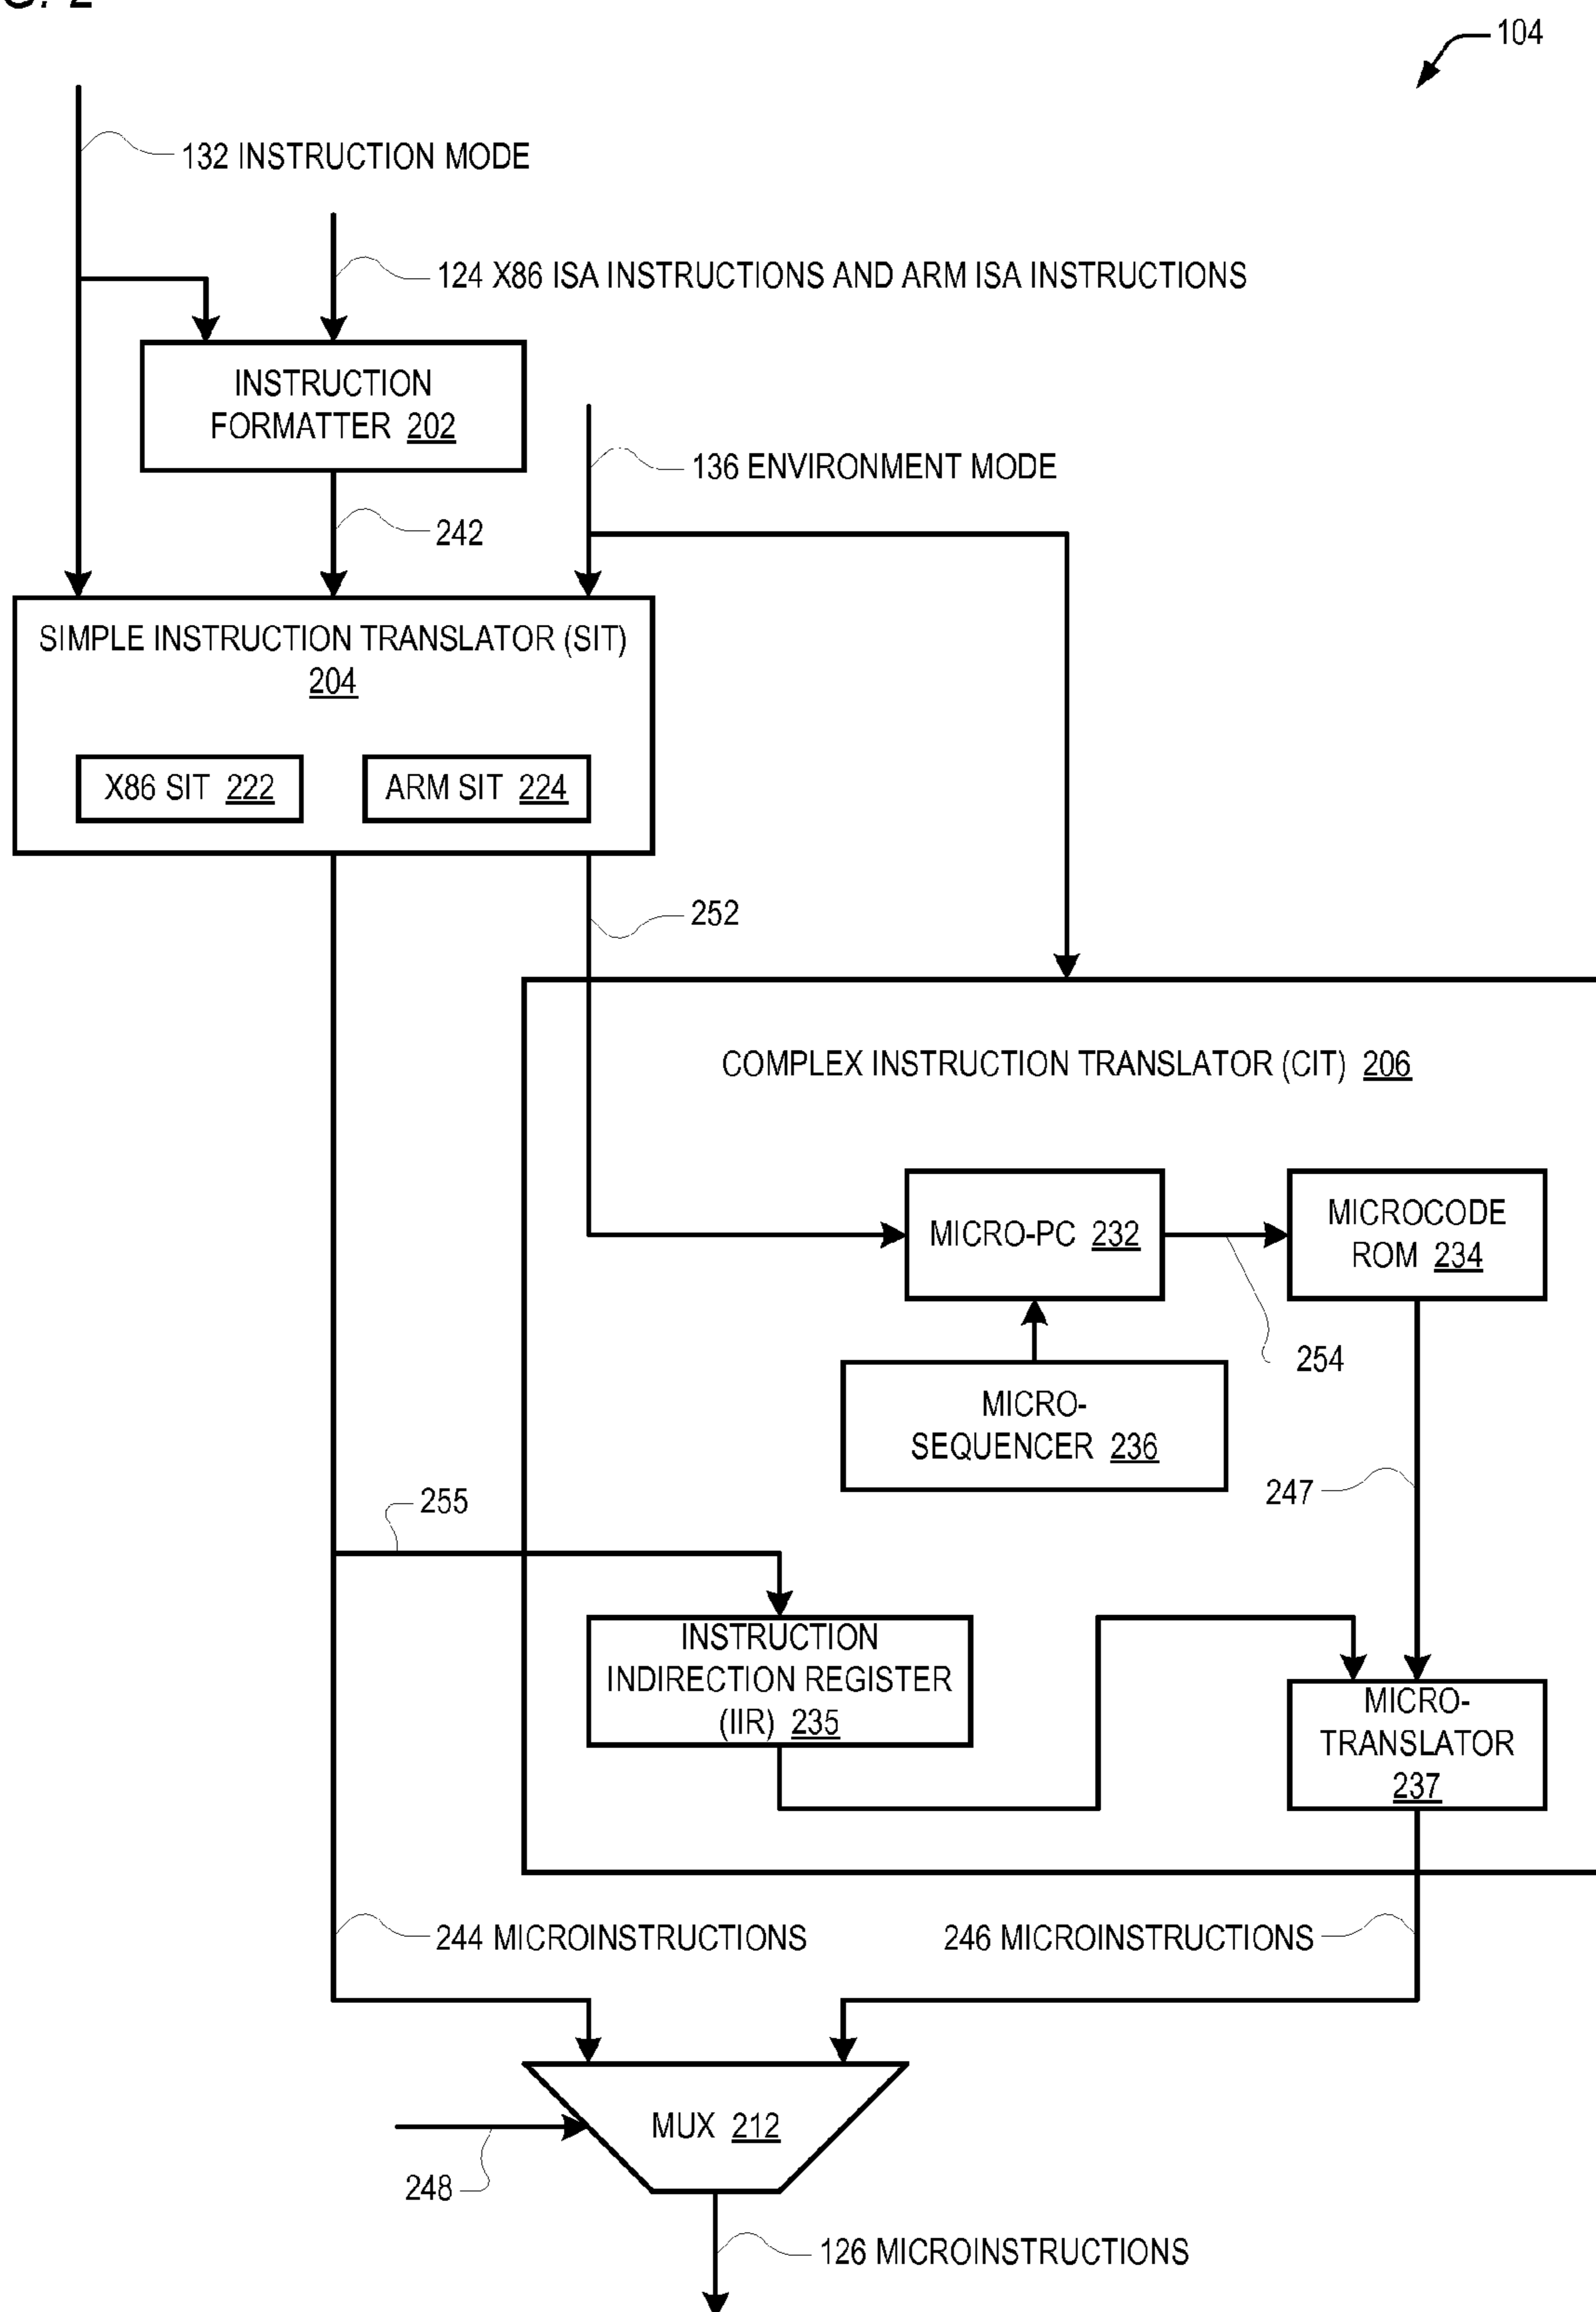 104
132 INSTRUCTION MODE
124 X86 ISA INSTRUCTIONS AND ARM ISA INSTRUCTIONS
INSTRUCTION
FORMATTER 202
136 ENVIRONMENT MODE
242
SIMPLE INSTRUCTION TRANSLATOR (SIT)
204
X86 SIT 222
ARM SIT 224
252
COMPLEX INSTRUCTION TRANSLATOR (CIT) 206
MICRO-PC 232
MICROCODE
ROM 234
254
MICRO-
SEQUENCER 236
247
255
INSTRUCTION
INDIRECTION REGISTER
(IIR) 235
MICRO-
TRANSLATOR
237
244 MICROINSTRUCTIONS
246 MICROINSTRUCTIONS
MUX 212
248
126 MICROINSTRUCTIONS